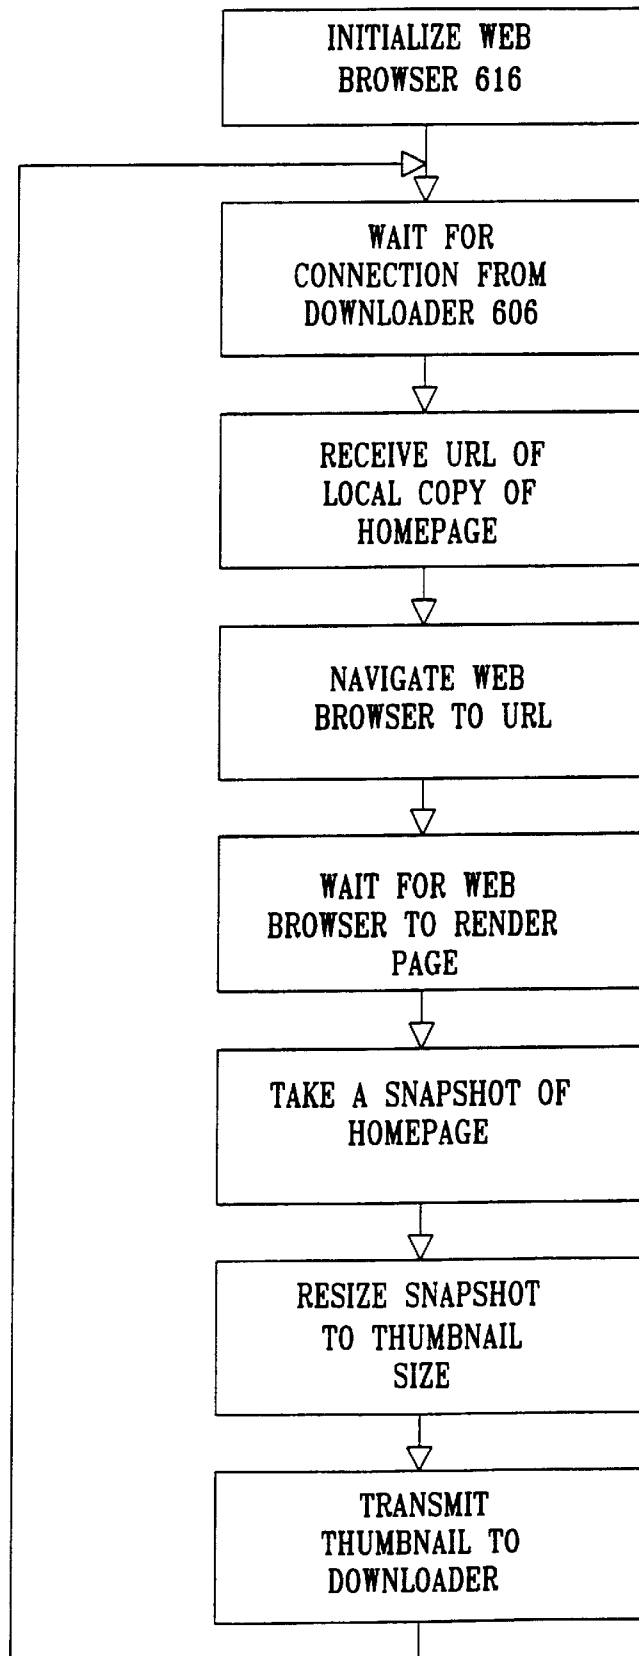 INITIALIZE WEB
BROWSER 616
WAIT FOR
CONNECTION FROM
DOWNLOADER 606
RECEIVE URL OF
LOCAL COPY OF
HOMEPAGE
NAVIGATE WEB
BROWSER TO URL
WAIT FOR WEB
BROWSER TO RENDER
PAGE
TAKE A SNAPSHOT OF
HOMEPAGE
RESIZE SNAPSHOT
TO THUMBNAIL
SIZE
TRANSMIT
THUMBNAIL TO
DOWNLOADER